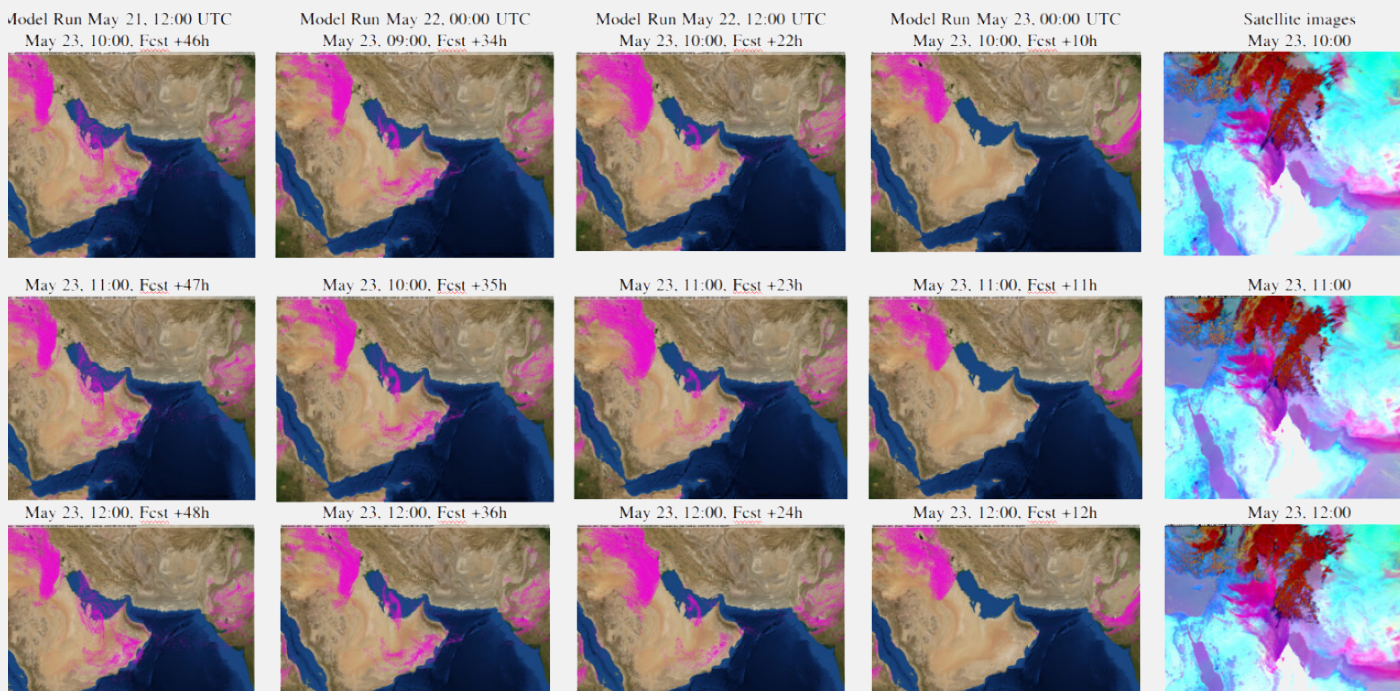 Model Run May 21, 12:00 UTC
May 23, 10:00, Fcst +46h
Model Run May 22, 00:00 UTC
May 23, 09:00, Fcst +34h
Model Run May 22, 12:00 UTC
May 23, 10:00, Fcst +22h
Model Run May 23, 00:00 UTC
May 23, 10:00, Fcst +10h
Satellite images
May 23, 10:00
May 23, 11:00, Fcst +47h
May 23, 10:00, Fcst +35h
May 23, 11:00, Fcst +23h
May 23, 11:00, Fcst +11h
May 23, 11:00
May 23, 12:00, Fcst +48h
May 23, 12:00, Fcst +36h
May 23, 12:00, Fcst +24h
May 23, 12:00, Fcst +12h
May 23, 12:00